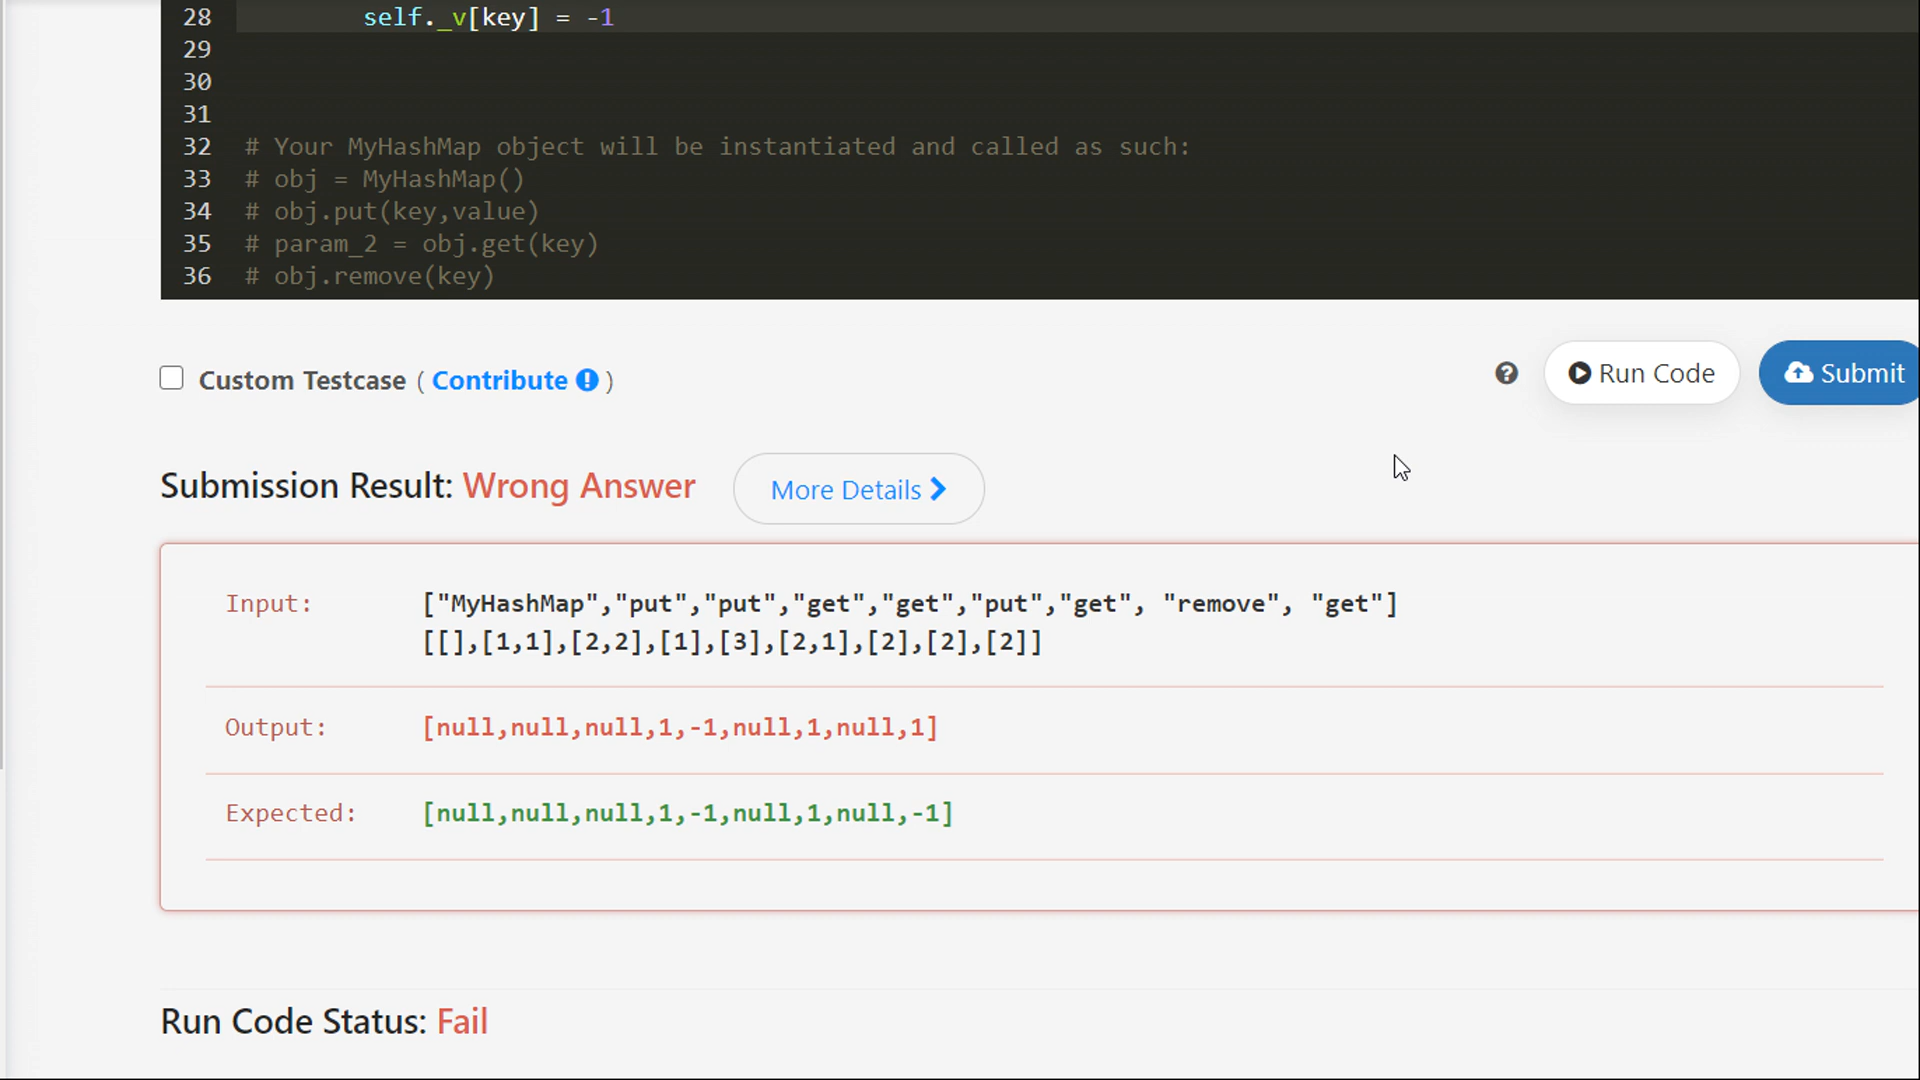 28 self._v[key] = -1
29
30
31
32 # Your MyHashMap object will be instantiated and called as such:
33 # obj = MyHashMap()
34 # obj.put(key,value)
35 # param_2 = obj.get(key)
36 # obj.remove(key)
Custom Testcase ( Contribute ! )
? Run Code Submit
Submission Result: Wrong Answer More Details
Input: ["MyHashMap","put","put","get","get","put","get", "remove", "get"]
[[],[1,1],[2,2],[1],[3],[2,1],[2],[2],[2]]
Output: [null,null,null,1,-1,null,1,null,1]
Expected: [null,null,null,1,-1,null,1,null,-1]
Run Code Status: Fail